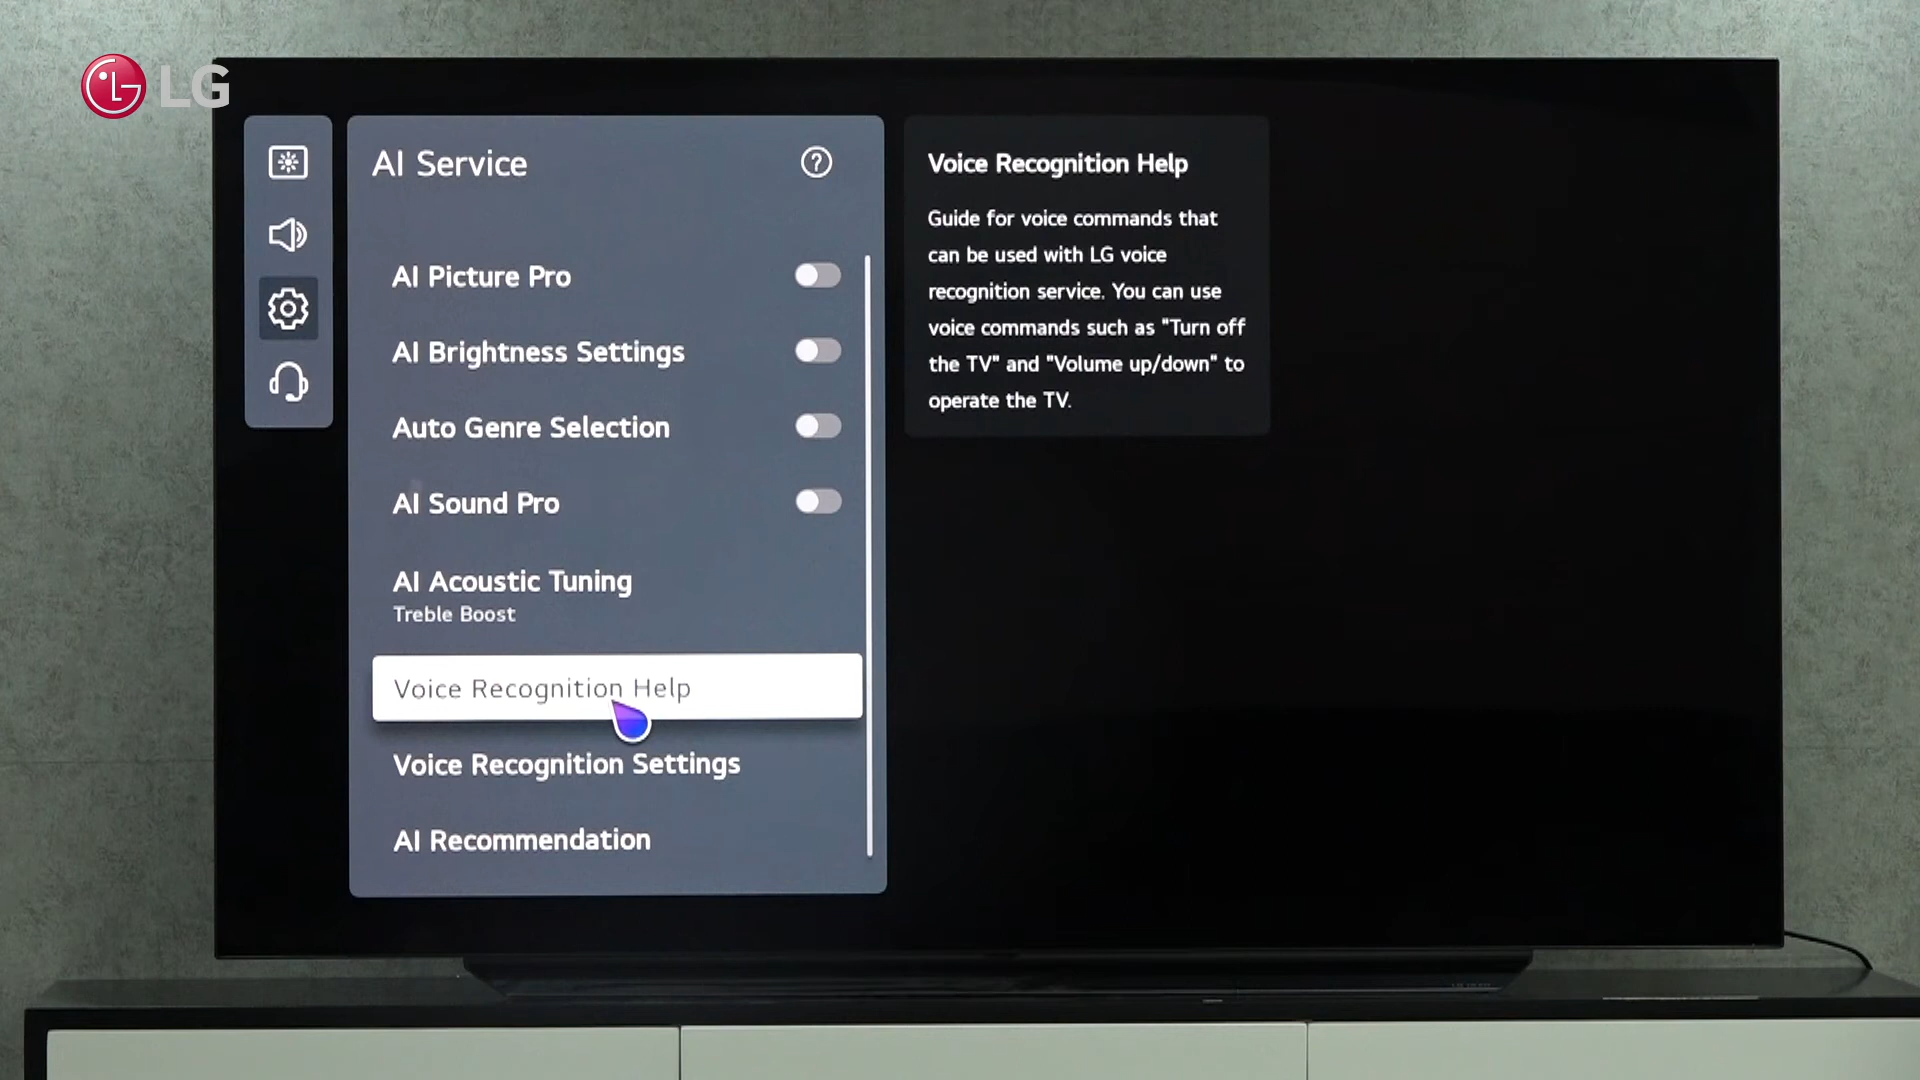 LG
AI Service
AI Picture Pro
AI Brightness Settings
Auto Genre Selection
AI Sound Pro
AI Acoustic Tuning
Treble Boost
Voice Recognition Help
Voice Recognition Settings
AI Recommendation
Voice Recognition Help
Guide for voice commands that
can be used with LG voice
recognition service. You can use
voice commands such as "Turn off
the TV" and "Volume up/down" to
operate the TV.